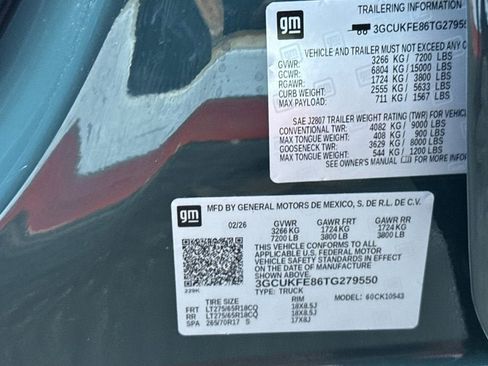 gm
TRAILERING INFORMATION
3GCUKFE86TG279550
VEHICLE AND TRAILER MUST NOT EXCEED ANY
GVWR: 3266 KG / 7200 LBS
GCWR: 6804 KG / 15000 LBS
RGAWR: 1724 KG / 3800 LBS
CURB WEIGHT: 2555 KG / 5633 LBS
MAX PAYLOAD: 711 KG / 1567 LBS
SAE J2807 TRAILER WEIGHT RATING (TWR) FOR VEHICLE
CONVENTIONAL TWR: 4082 KG / 9000 LBS
MAX TONGUE WEIGHT: 408 KG / 900 LBS
GOOSENECK TWR: 3629 KG / 8000 LBS
MAX TONGUE WEIGHT: 544 KG / 1200 LBS
SEE OWNER'S MANUAL FOR
gm
MFD BY GENERAL MOTORS DE MEXICO, S. DE R.L. DE C.V.
02/26 GVWR GAWR FRT GAWR RR
3266 KG 1724 KG 1724 KG
7200 LB 3800 LB 3800 LB
THIS VEHICLE CONFORMS TO ALL
APPLICABLE U.S. FEDERAL MOTOR
VEHICLE SAFETY STANDARDS IN EFFECT
ON THE DATE OF MANUFACTURE SHOWN
ABOVE.
3GCUKFE86TG279550
229K TYPE: TRUCK MODEL: 60CK10543
TIRE SIZE RIM
FRT LT275/65R18CQ 18X8.5J
RR LT275/65R18CQ 18X8.5J
SPA 265/70R17 S 17X8J